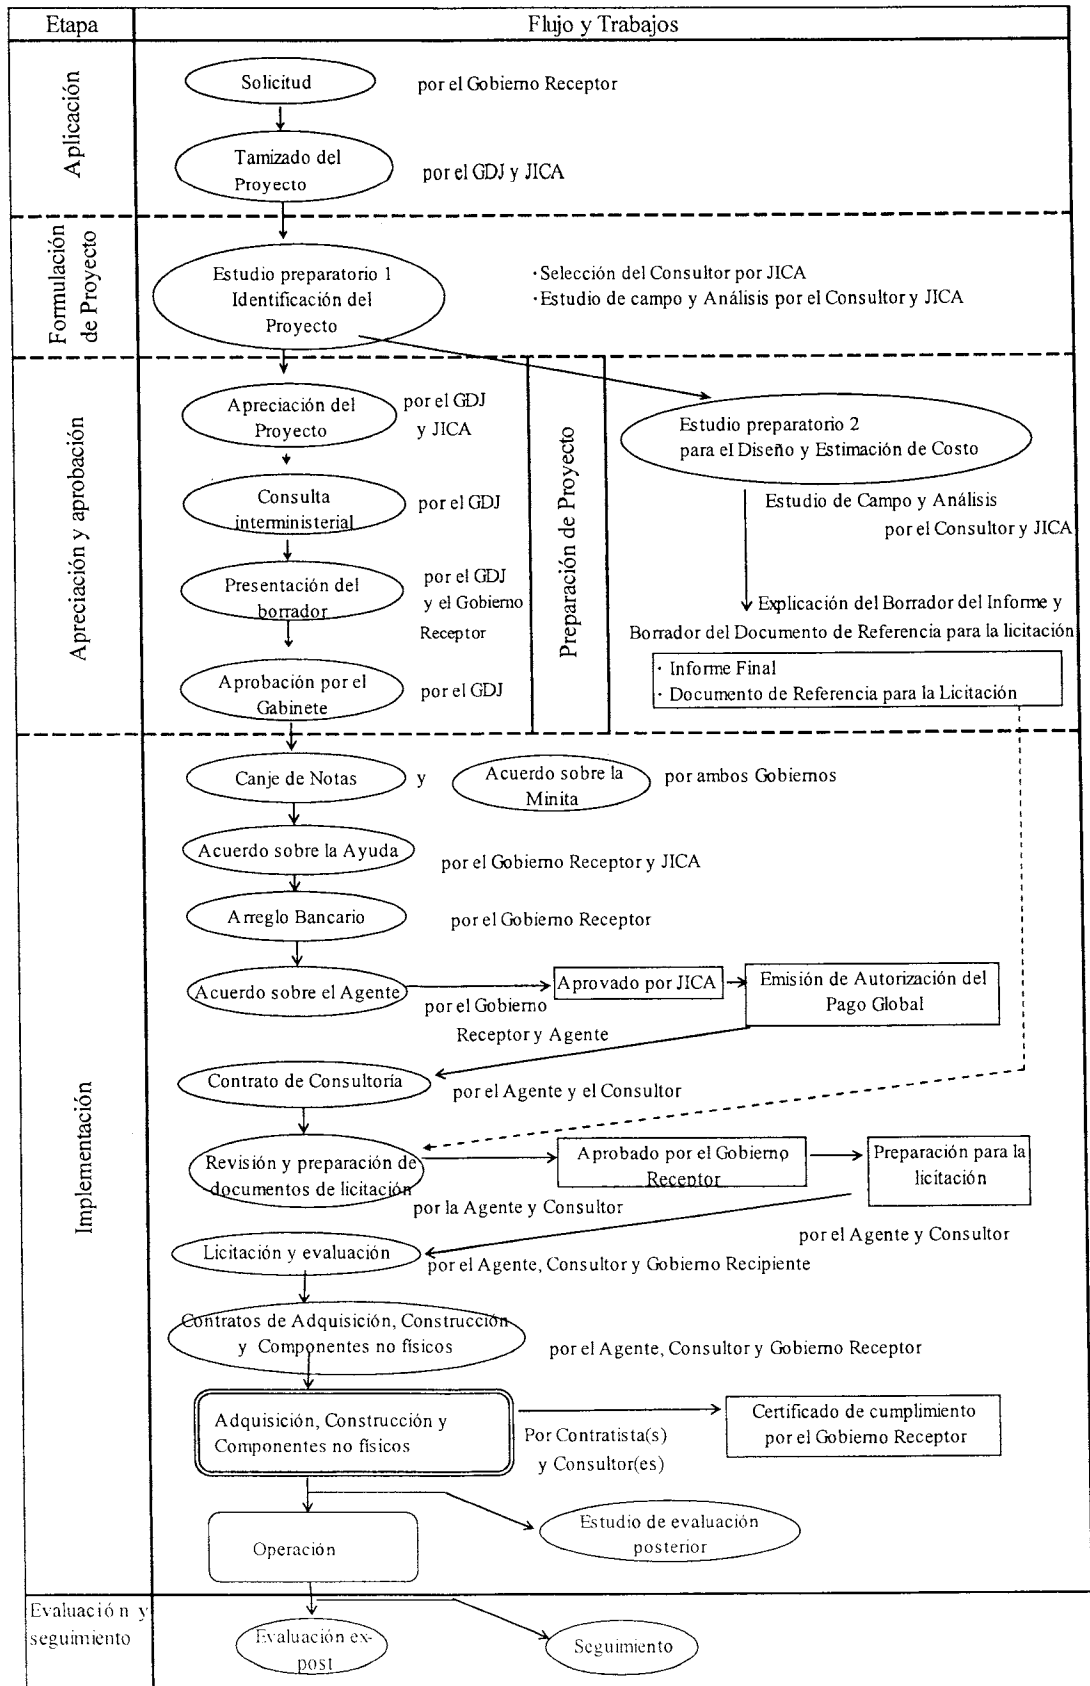 Etapa
Flujo y Trabajos
Aplicación
Solicitud
por el Gobierno Receptor
Tamizado del
Proyecto
por el GDJ y JICA
Formulación
de Proyecto
Estudio preparatorio 1
Identificación del
Proyecto
·Selección del Consultor por JICA
·Estudio de campo y Análisis por el Consultor y JICA
Apreciación y aprobación
Apreciación del
Proyecto
por el GDJ
y JICA
Consulta
interministerial
por el GDJ
Presentación del
borrador
por el GDJ
y el Gobierno
Receptor
Aprobación por el
Gabinete
por el GDJ
Preparación de Proyecto
Estudio preparatorio 2
para el Diseño y Estimación de Costo
Estudio de Campo y Análisis
por el Consultor y JICA
Explicación del Borrador del Informe y
Borrador del Documento de Referencia para la licitación
· Informe Final
· Documento de Referencia para la Licitación
Implementación
Canje de Notas
y
Acuerdo sobre la
Minita
por ambos Gobiernos
Acuerdo sobre la Ayuda
por el Gobierno Receptor y JICA
Arreglo Bancario
por el Gobierno Receptor
Acuerdo sobre el Agente
por el Gobierno
Receptor y Agente
Aprovado por JICA
Emisión de Autorización del
Pago Global
Contrato de Consultoría
por el Agente y el Consultor
Revisión y preparación de
documentos de licitación
por la Agente y Consultor
Aprobado por el Gobierno
Receptor
Preparación para la
licitación
por el Agente y Consultor
Licitación y evaluación
por el Agente, Consultor y Gobierno Recipiente
Contratos de Adquisición, Construcción
y Componentes no físicos
por el Agente, Consultor y Gobierno Receptor
Adquisición, Construcción y
Componentes no físicos
Por Contratista(s)
y Consultor(es)
Certificado de cumplimiento
por el Gobierno Receptor
Operación
Estudio de evaluación
posterior
Evaluación y
seguimiento
Evaluación ex-
post
Seguimiento